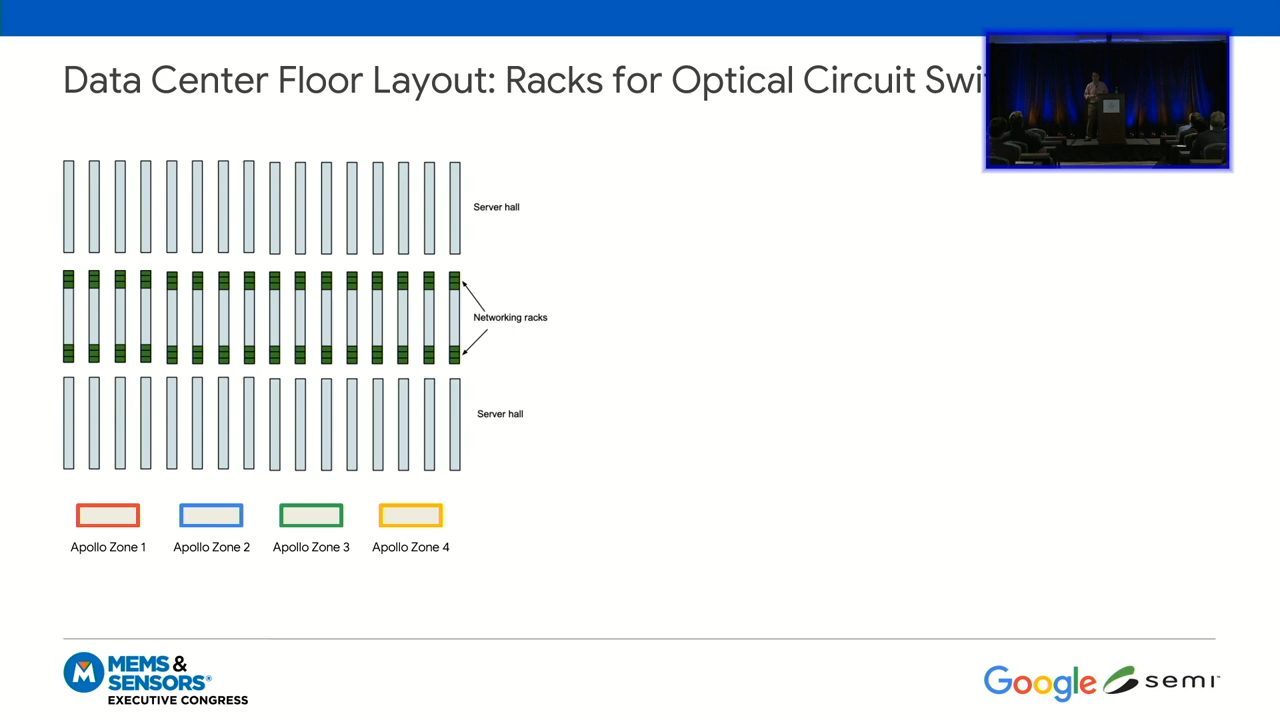 Data Center Floor Layout: Racks for Optical Circuit Swi
Server hall
Networking racks
Server hall
Apollo Zone 1
Apollo Zone 2
Apollo Zone 3
Apollo Zone 4
MEMS &
SENSORS®
EXECUTIVE CONGRESS
Google
semi™